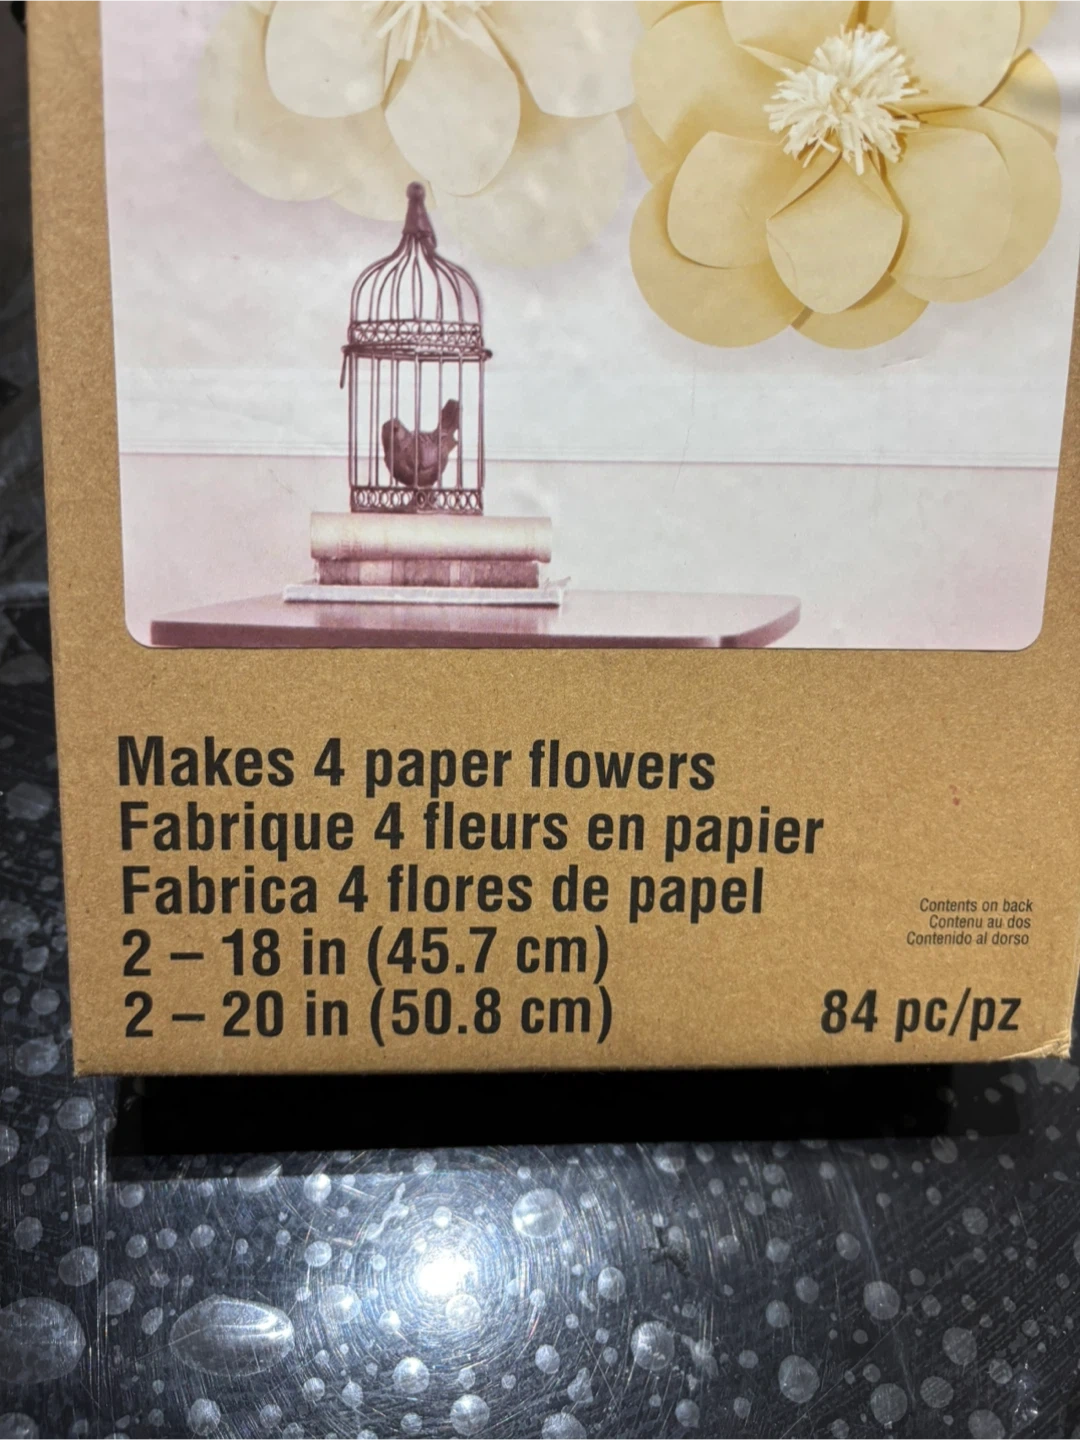 Makes 4 paper flowers
Fabrique 4 fleurs en papier
Fabrica 4 flores de papel
2 – 18 in (45.7 cm)
2 – 20 in (50.8 cm)
Contents on back
Contenu au dos
Contenido al dorso
84 pc/pz